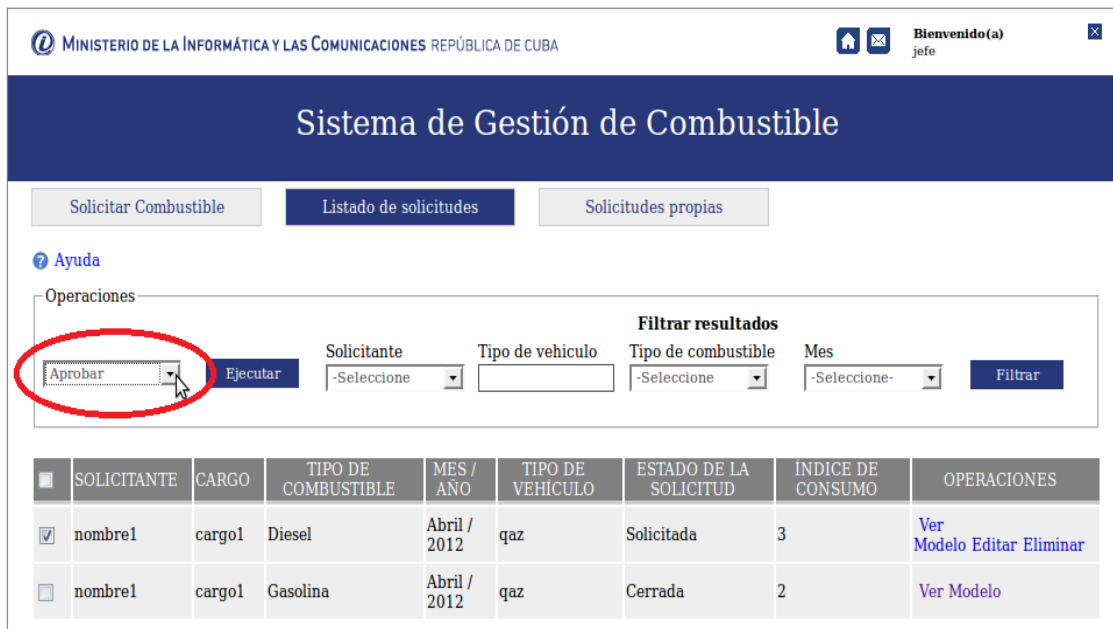 MINISTERIO DE LA INFORMÁTICA Y LAS COMUNICACIONES REPÚBLICA DE CUBA
Bienvenido(a)
jefe
Sistema de Gestión de Combustible
Solicitar Combustible
Listado de solicitudes
Solicitudes propias
Ayuda
Operaciones
Filtrar resultados
Solicitante Tipo de vehiculo Tipo de combustible Mes
Aprobar Ejecutar -Seleccione -Seleccione -Seleccione- Filtrar
SOLICITANTE CARGO TIPO DE COMBUSTIBLE MES / AÑO TIPO DE VEHÍCULO ESTADO DE LA SOLICITUD ÍNDICE DE CONSUMO OPERACIONES
nombre1 cargo1 Diesel Abril / 2012 qaz Solicitada 3 Ver Modelo Editar Eliminar
nombre1 cargo1 Gasolina Abril / 2012 qaz Cerrada 2 Ver Modelo